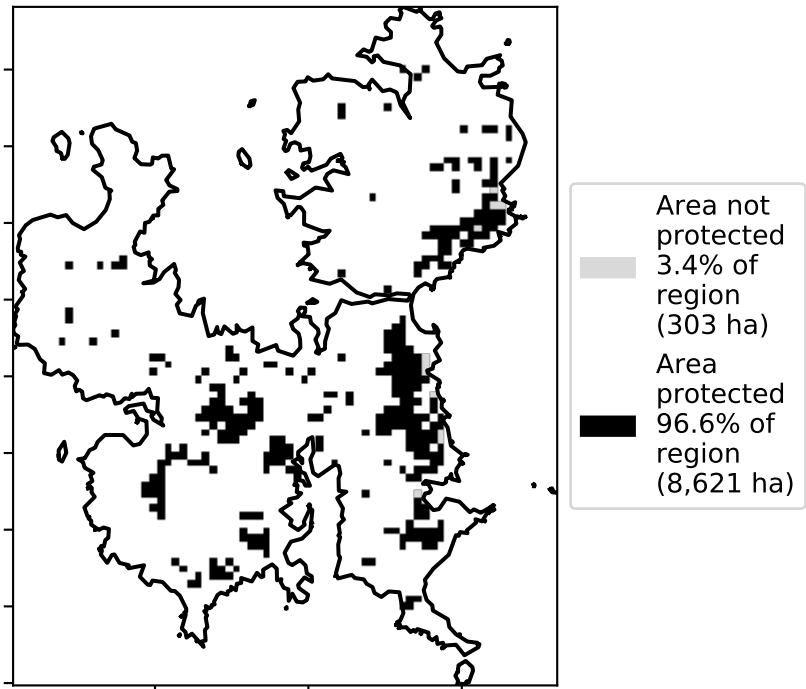 Area not
protected
3.4% of
region
(303 ha)
Area
protected
96.6% of
region
(8,621 ha)